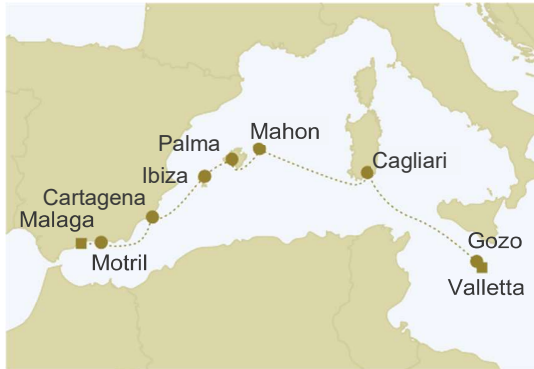 Palma
Mahon
Ibiza
Cagliari
Cartagena
Malaga
Motril
Gozo
Valletta